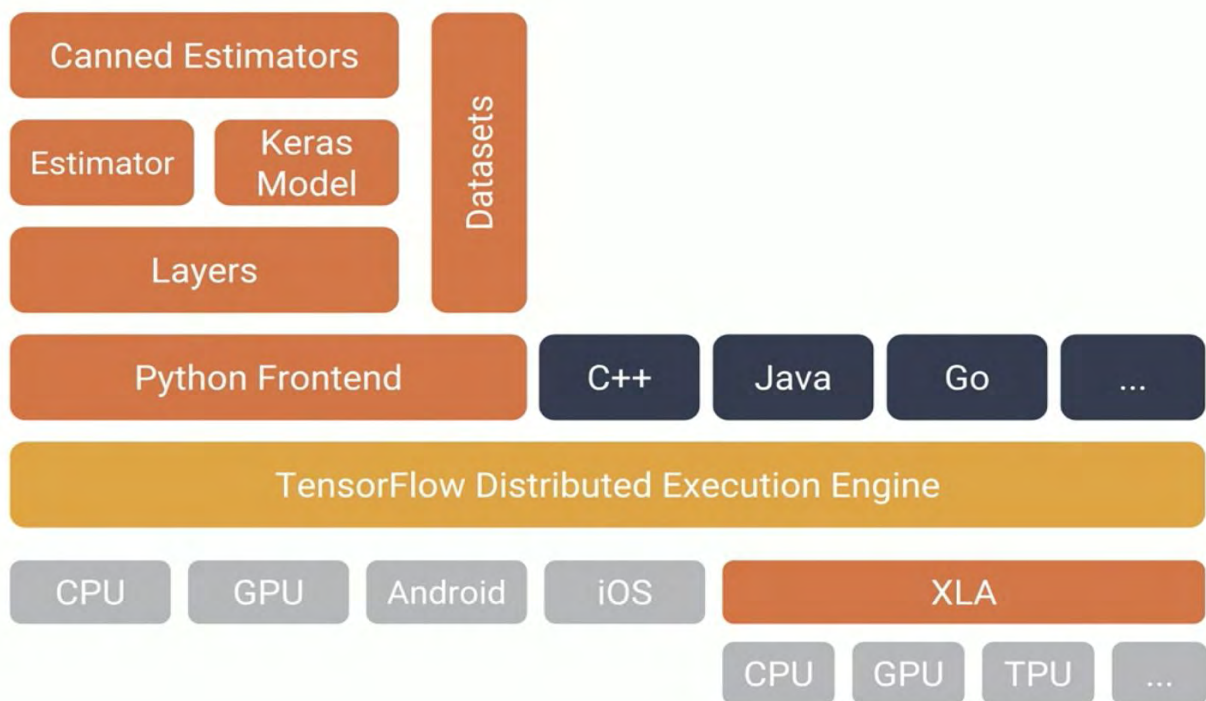 Canned Estimators
Datasets
Estimator
Keras
Model
Layers
Python Frontend
C++
Java
Go
...
TensorFlow Distributed Execution Engine
CPU
GPU
Android
iOS
XLA
CPU
GPU
TPU
...